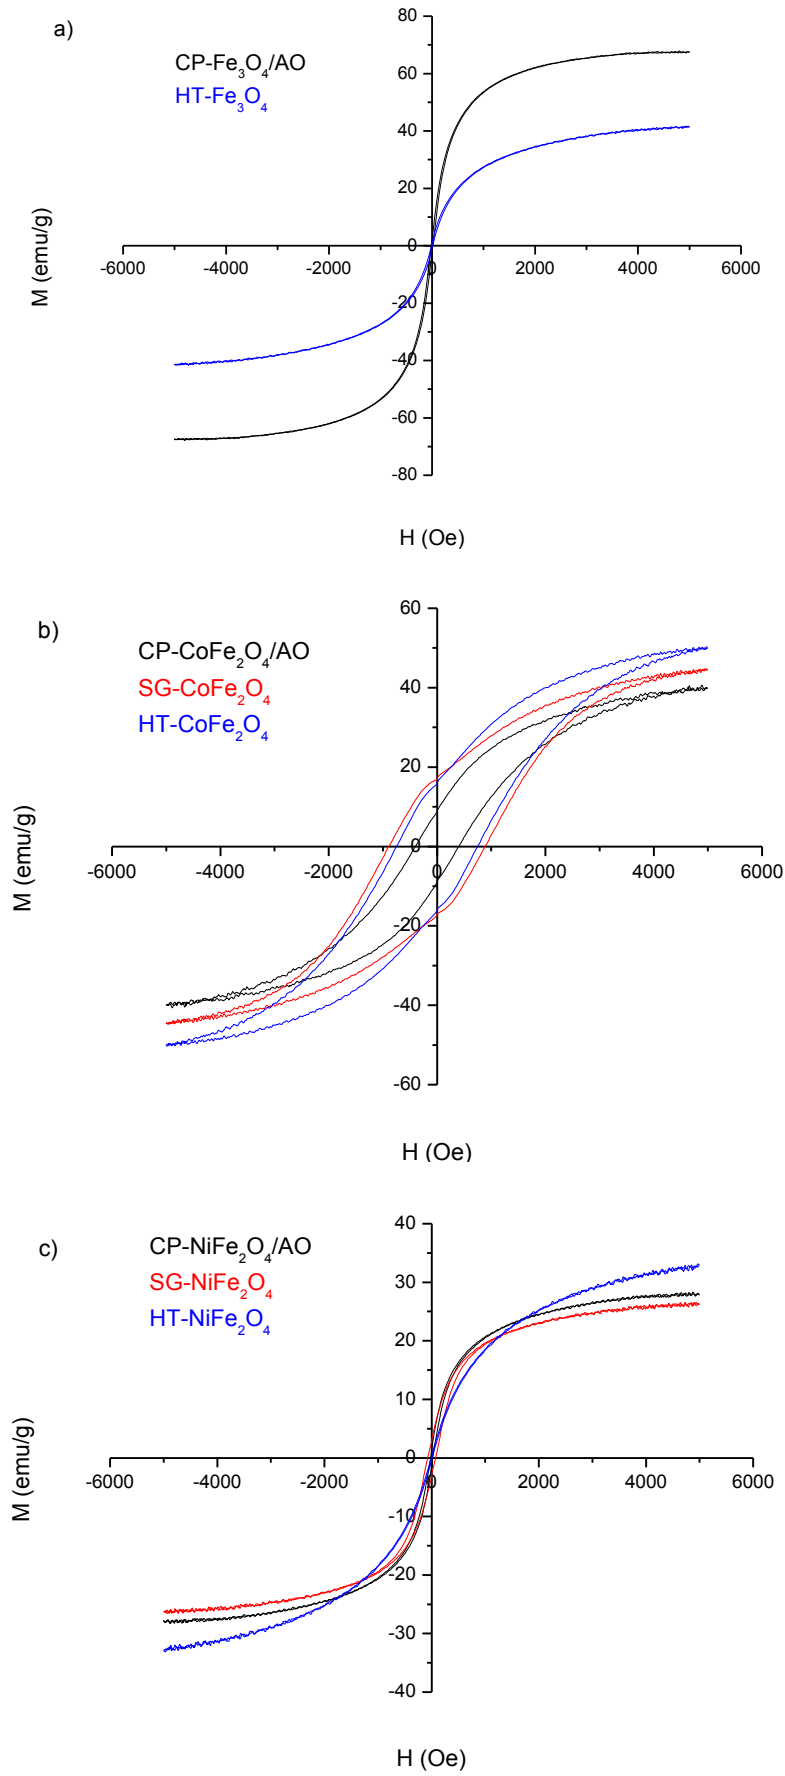 a)
CP-Fe₃O₄/AO
HT-Fe₃O₄
80
60
40
20
0
-6000 -4000 -2000 0 2000 4000 6000
-20
-40
-60
-80
M (emu/g)
H (Oe)
b)
CP-CoFe₂O₄/AO
SG-CoFe₂O₄
HT-CoFe₂O₄
60
40
20
0
-6000 -4000 -2000 0 2000 4000 6000
-20
-40
-60
M (emu/g)
H (Oe)
c)
CP-NiFe₂O₄/AO
SG-NiFe₂O₄
HT-NiFe₂O₄
40
30
20
10
0
-6000 -4000 -2000 0 2000 4000 6000
-10
-20
-30
-40
M (emu/g)
H (Oe)